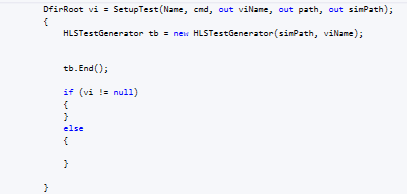 DfirRoot vi = SetupTest(Name, cmd, out viName, out path, out simPath);
{
HLSTestGenerator tb = new HLSTestGenerator(simPath, viName);
tb.End();
if (vi != null)
{
}
else
{
}
}